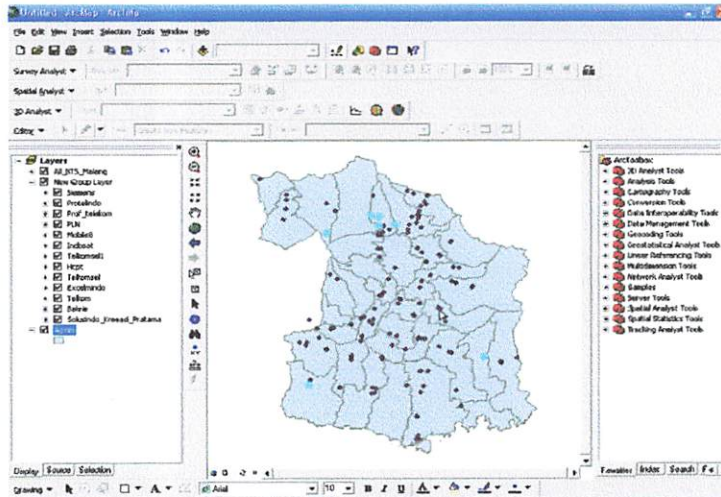 Untitled - ArcMap - ArcInfo
File Edit View Insert Selection Tools Window Help
Survey Analyst
Spatial Analyst
3D Analyst
Editor
Layers
All_BTS_Malang
New Group Layer
Siemens
Protelindo
Prof_telekom
PLN
Mobile8
Indosat
Telkomsel1
Hcpt
Telkomsel
Excelmindo
Telkom
Bakrie
Solusindo_Kreasi_Pratama
Display Source Selection
ArcToolbox
3D Analyst Tools
Analysis Tools
Cartography Tools
Conversion Tools
Data Interoperability Tools
Data Management Tools
Geocoding Tools
Geostatistical Analyst Tools
Linear Referencing Tools
Multidimension Tools
Network Analyst Tools
Samples
Server Tools
Spatial Analyst Tools
Spatial Statistics Tools
Tracking Analyst Tools
Favorites Index Search
Drawing A Arial 10 B I U A